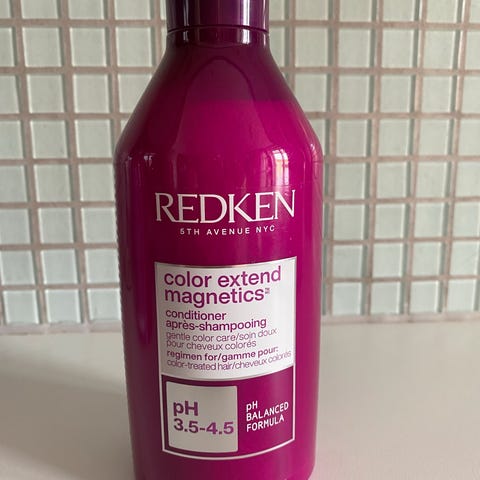 REDKEN
5TH AVENUE NYC
color extend
magnetics™
conditioner
après-shampooing
gentle color care/soin doux
pour cheveux colorés
regimen for/gamme pour:
color-treated hair/cheveux colorés
pH
3.5-4.5
pH
BALANCED
FORMULA